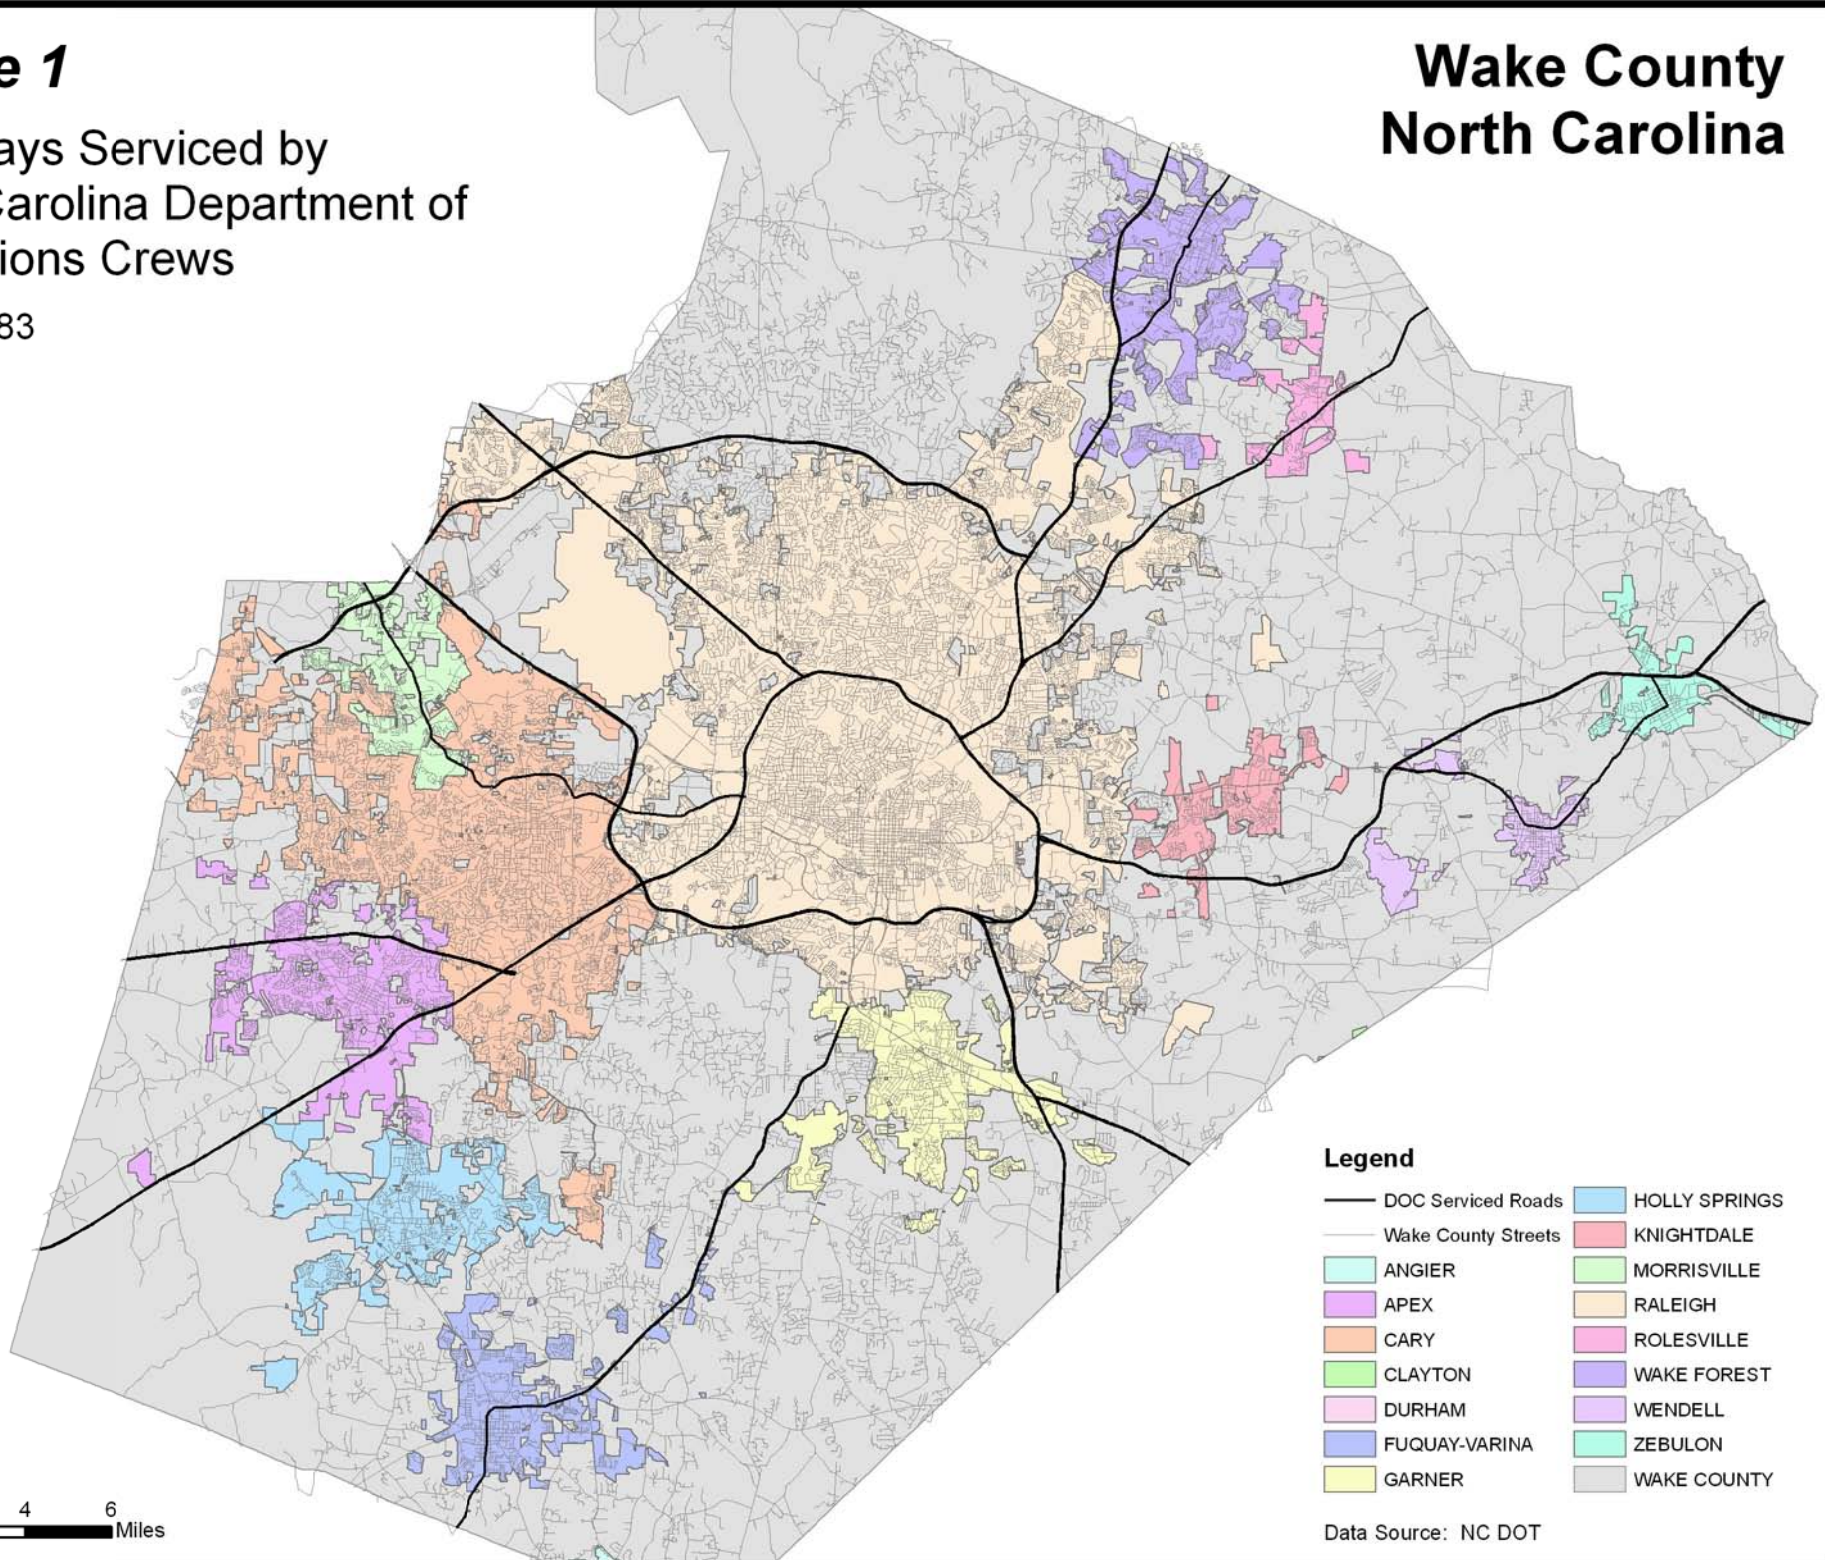 e 1
ays Serviced by
Carolina Department of
ions Crews
83
Wake County
North Carolina
Legend
DOC Serviced Roads
Wake County Streets
ANGIER
APEX
CARY
CLAYTON
DURHAM
FUQUAY-VARINA
GARNER
HOLLY SPRINGS
KNIGHTDALE
MORRISVILLE
RALEIGH
ROLESVILLE
WAKE FOREST
WENDELL
ZEBULON
WAKE COUNTY
Data Source: NC DOT
4 6
Miles